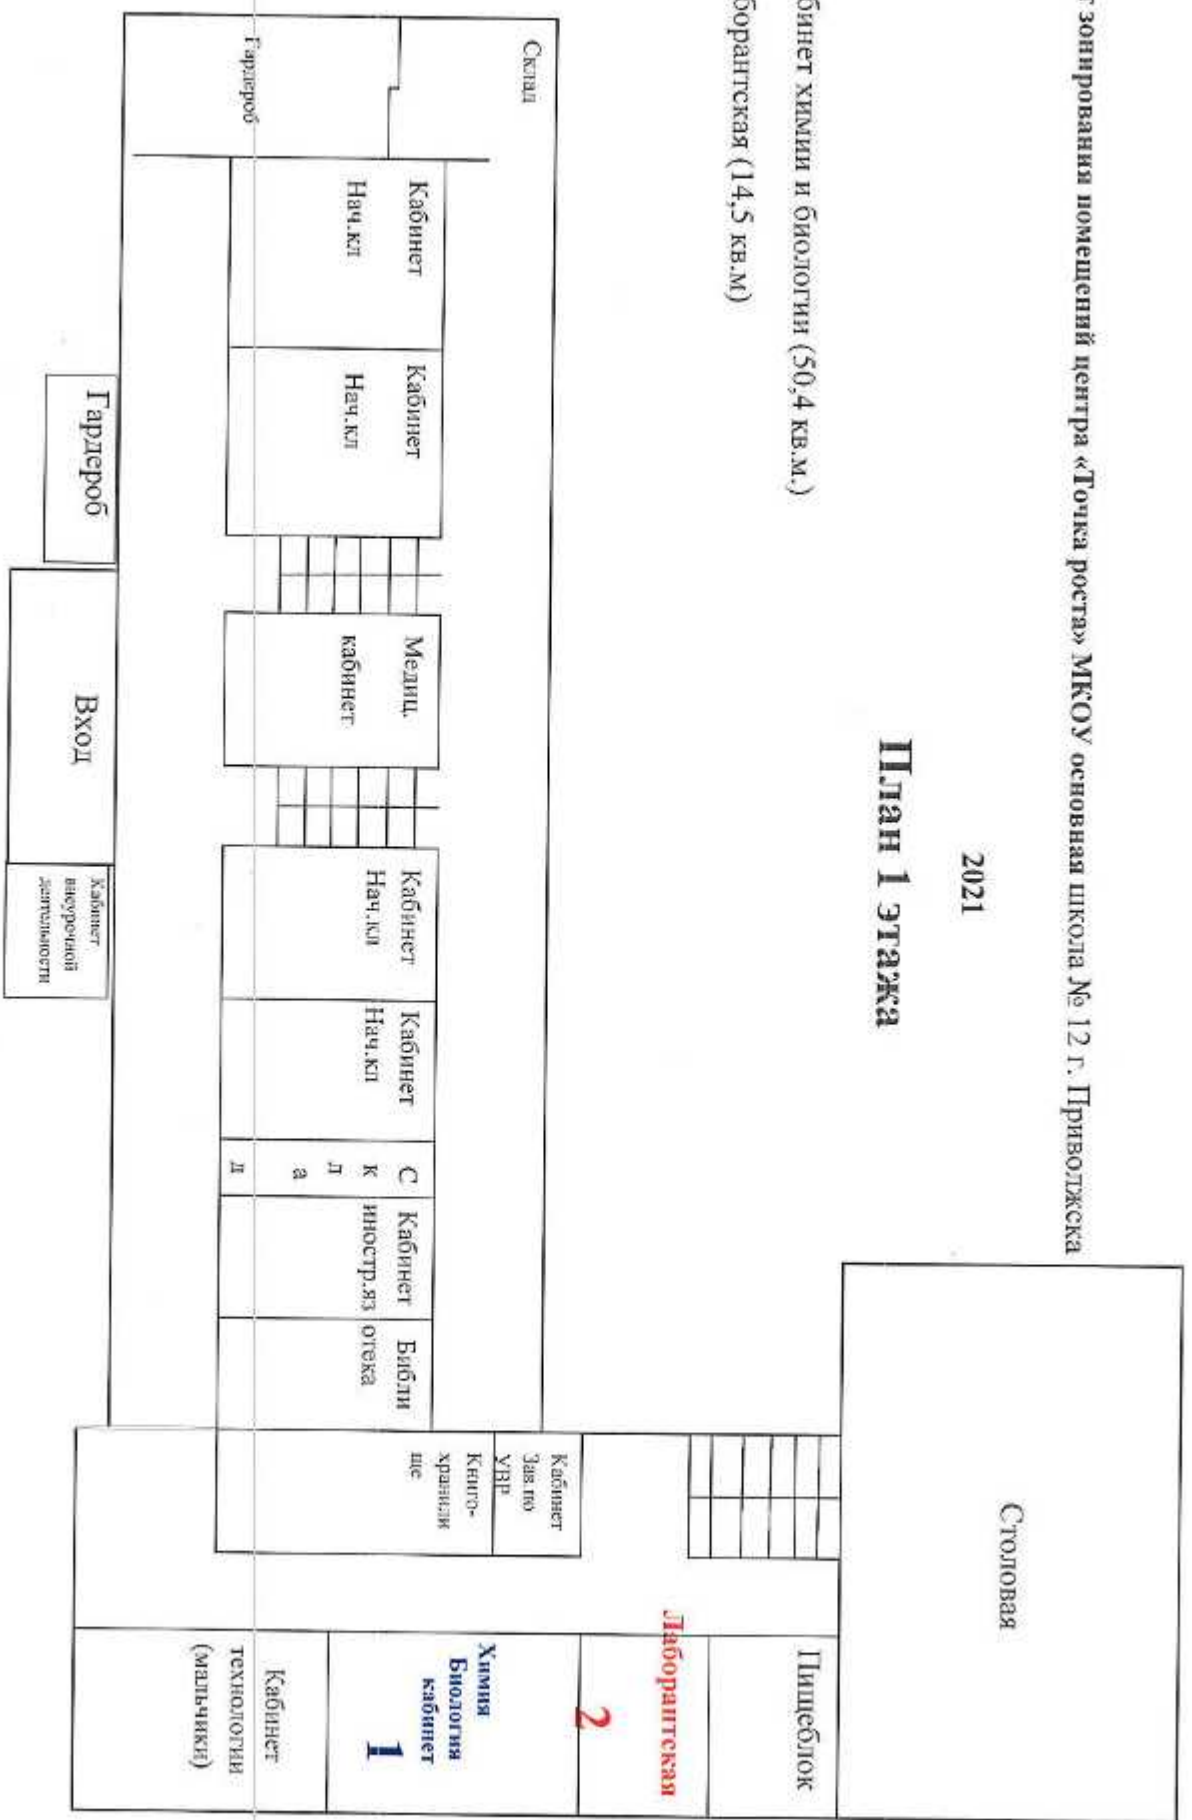 зонирования помещений центра «Точка роста» МКОУ основная школа № 12 г. Приволжска
2021
План 1 этажа
бинет химии и биологии (50,4 кв.м.)
борантская (14,5 кв.м)
Столовая
Склад
Гардероб
Кабинет
Нач.кл
Кабинет
Нач.кл
Медиц.
кабинет
Кабинет
Нач.кл
Кабинет
Нач.кл
С
к
л
а
д
Кабинет
иностр.яз
Библи
отека
Кабинет
Зав.по
УВР
Книго-
хранили
ще
Пищеблок
Лаборантская
2
Химия
Биология
кабинет
1
Кабинет
технологии
(мальчики)
Гардероб
Вход
Кабинет
внеурочной
деятельности